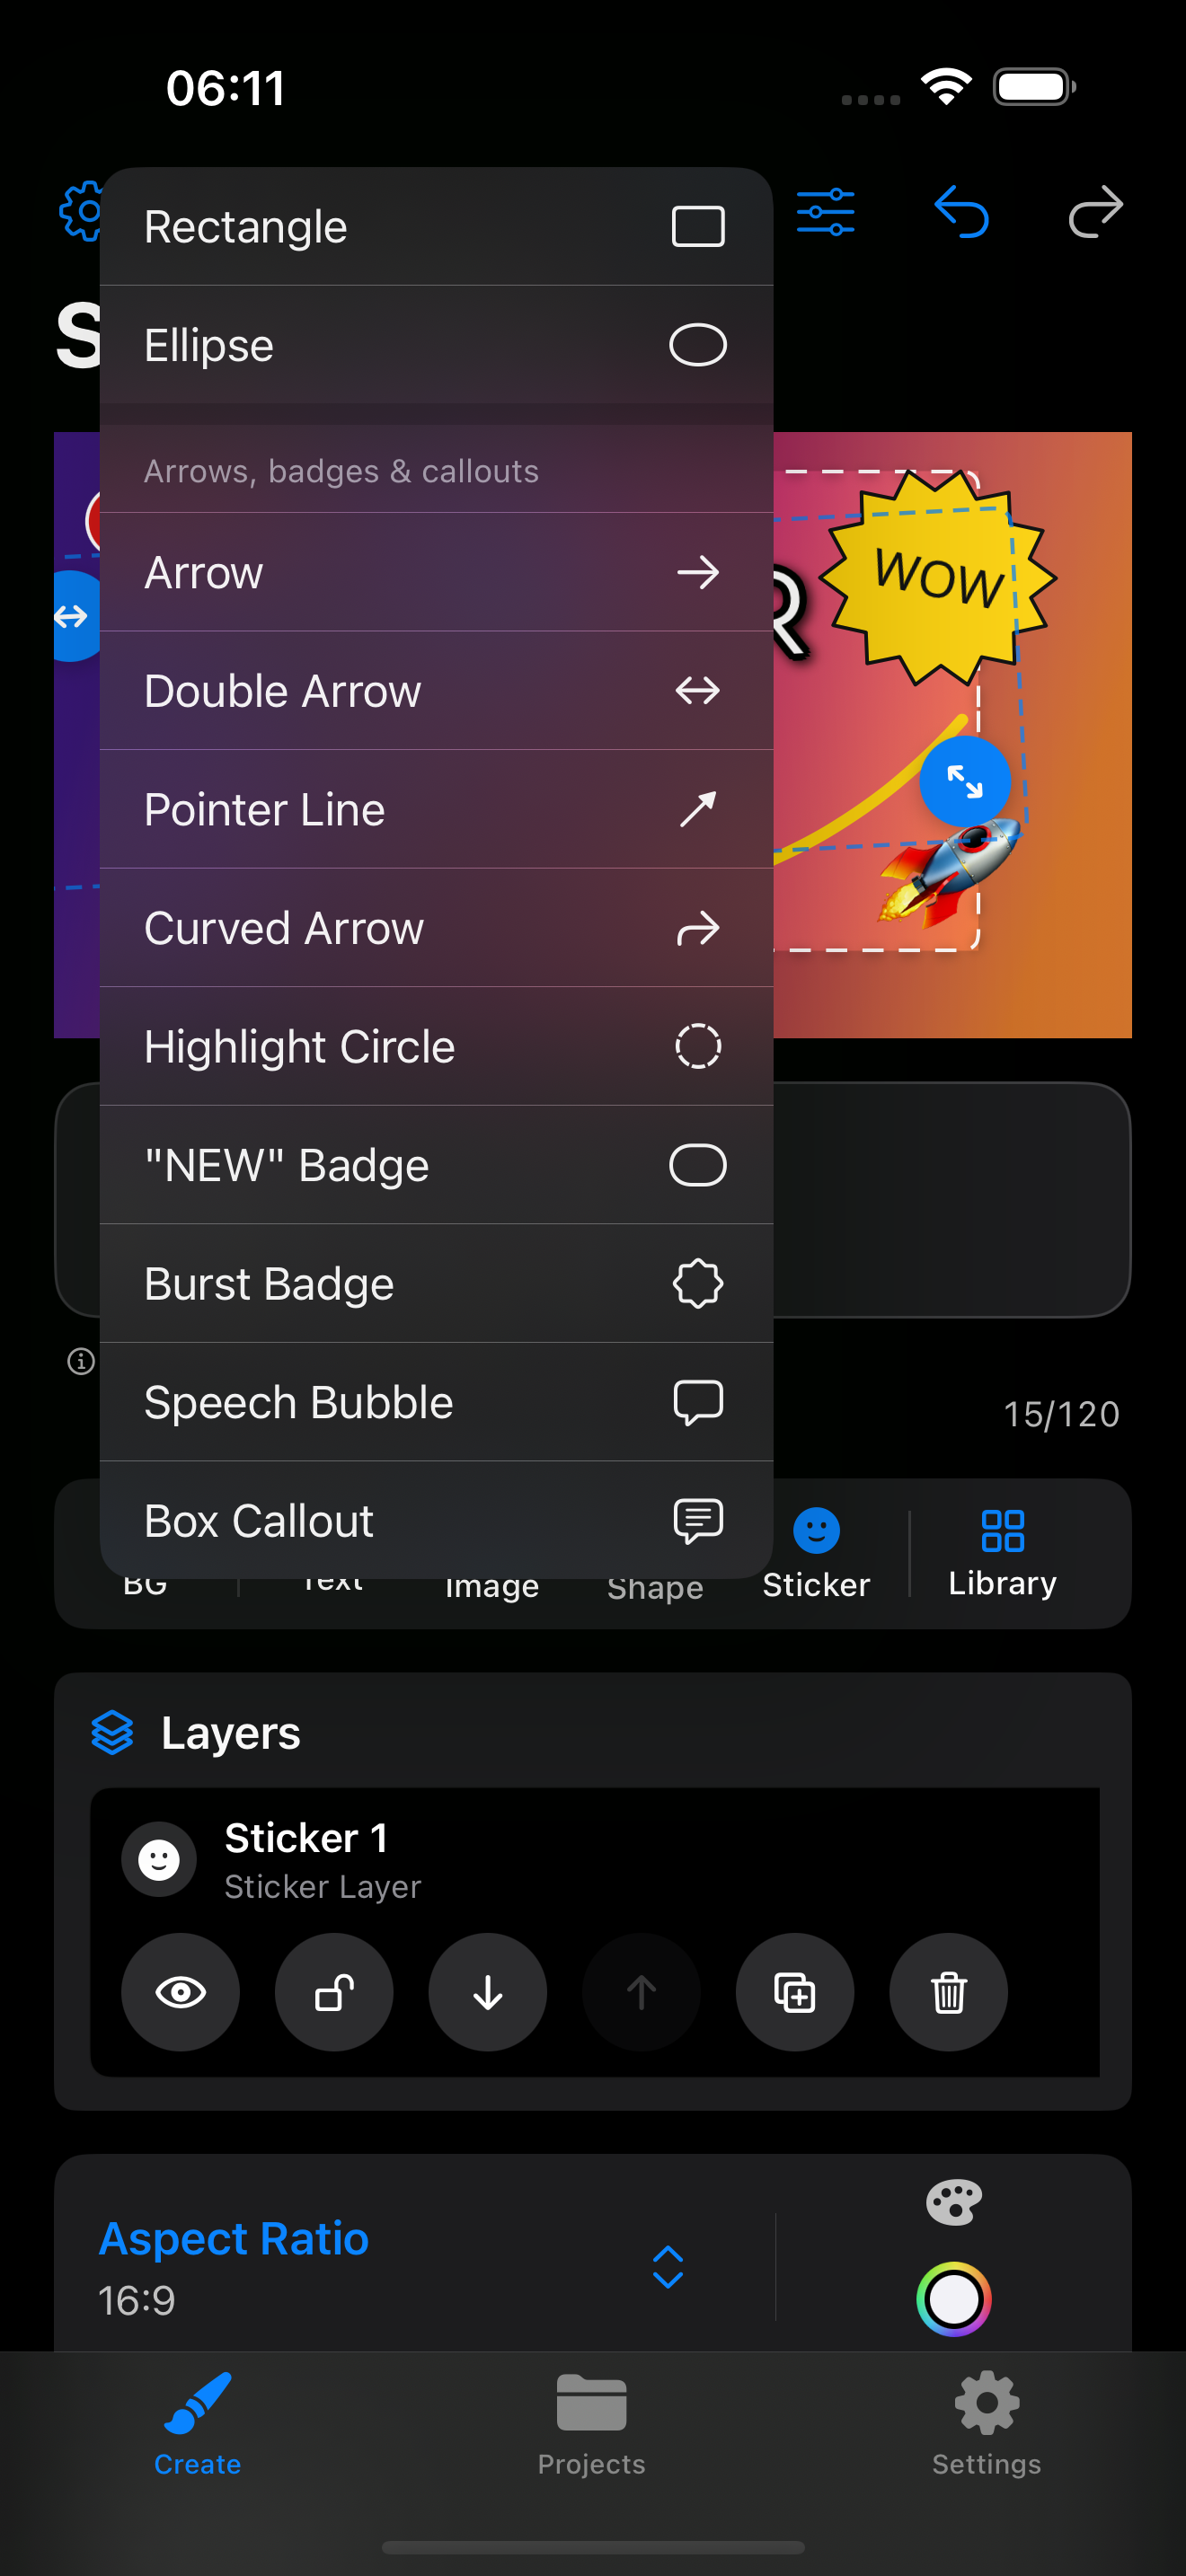 06:11
Rectangle
Ellipse
Arrows, badges & callouts
Arrow
Double Arrow
Pointer Line
Curved Arrow
Highlight Circle
"NEW" Badge
Burst Badge
Speech Bubble
Box Callout
S
R
WOW
15/120
BG
Text
Image
Shape
Sticker
Library
Layers
Sticker 1
Sticker Layer
Aspect Ratio
16:9
Create
Projects
Settings